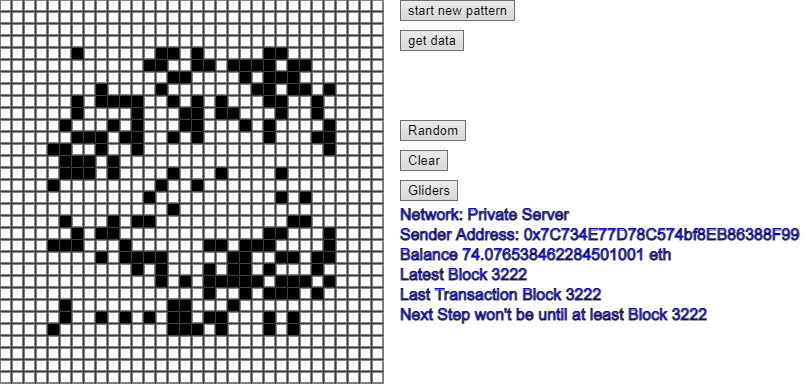 start new pattern
get data
Random
Clear
Gliders
Network: Private Server
Sender Address: 0x7C734E77D78C574bf8EB86388F99
Balance 74.076538462284501001 eth
Latest Block 3222
Last Transaction Block 3222
Next Step won't be until at least Block 3222